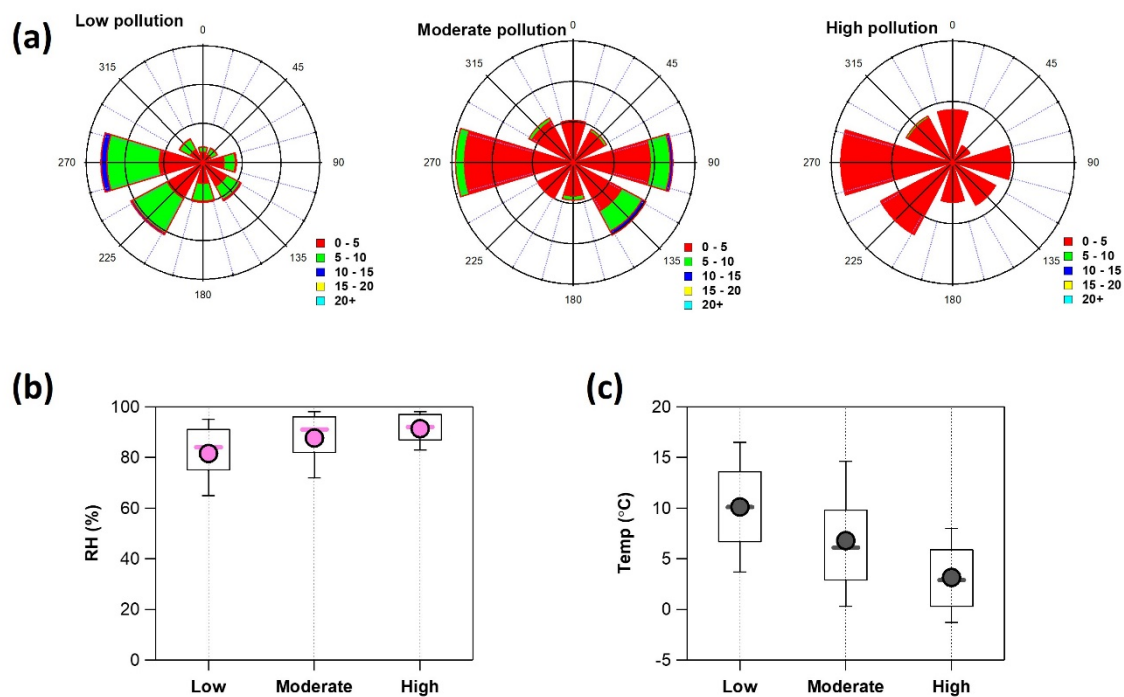 (a)
Low pollution
0
45
90
135
180
225
270
315
0 - 5
5 - 10
10 - 15
15 - 20
20+
Moderate pollution
0
45
90
135
180
225
270
315
0 - 5
5 - 10
10 - 15
15 - 20
20+
High pollution
0
45
90
135
180
225
270
315
0 - 5
5 - 10
10 - 15
15 - 20
20+
(b)
RH (%)
100
80
60
40
20
0
Low Moderate High
(c)
Temp (°C)
20
15
10
5
0
-5
Low Moderate High